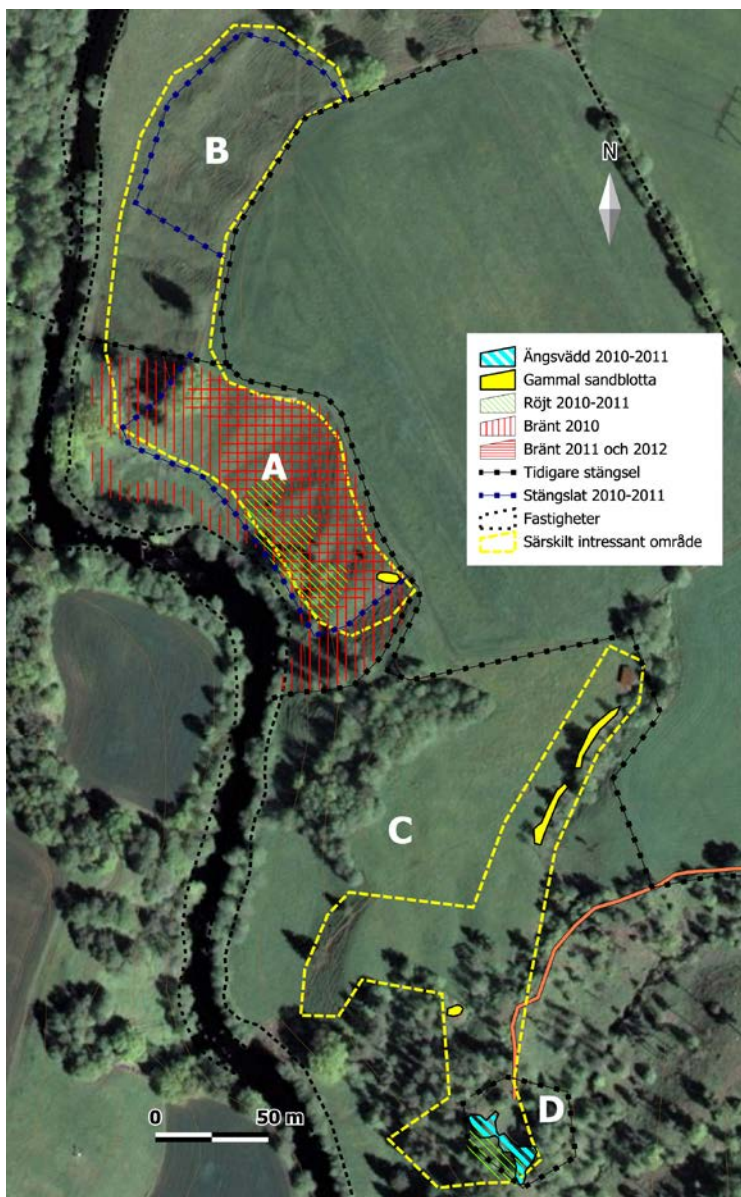 B
N
Ängsvädd 2010-2011
Gammal sandblotta
Röjt 2010-2011
Bränt 2010
Bränt 2011 och 2012
Tidigare stängsel
Stängslat 2010-2011
Fastigheter
Särskilt intressant område
A
C
D
0 50 m